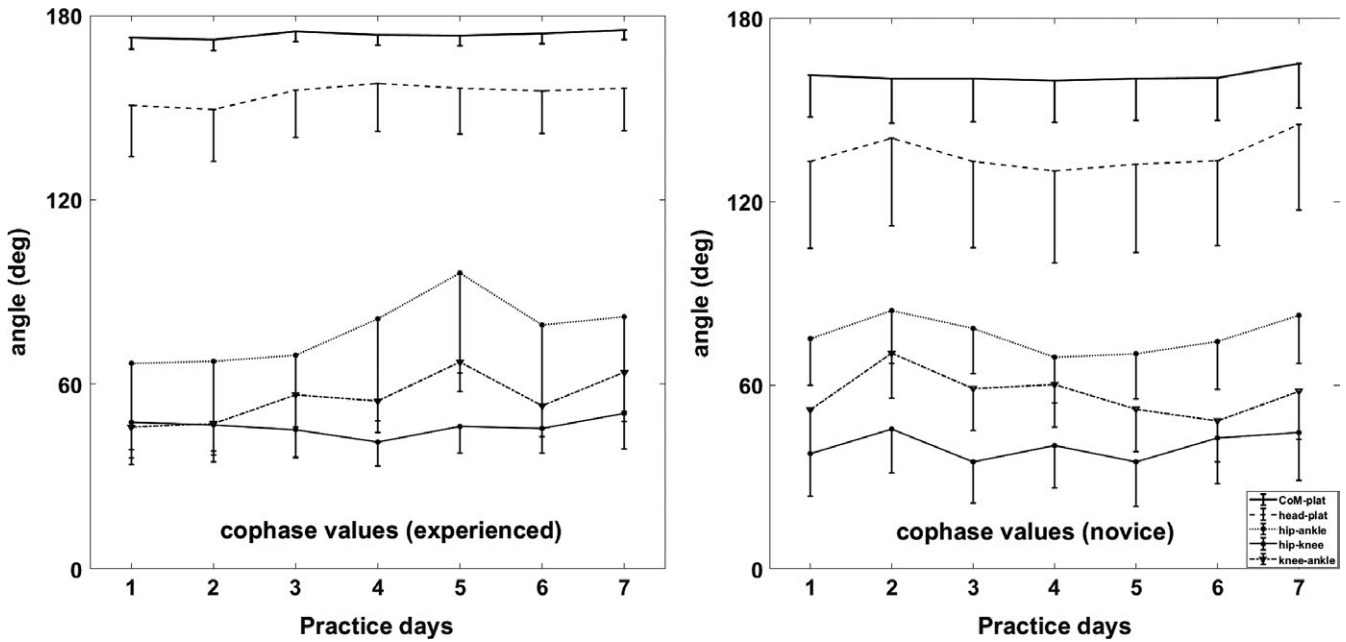 180
120
60
0
angle (deg)
cophase values (experienced)
1 2 3 4 5 6 7
Practice days
180
120
60
0
angle (deg)
cophase values (novice)
CoM-plat
head-plat
hip-ankle
hip-knee
knee-ankle
1 2 3 4 5 6 7
Practice days